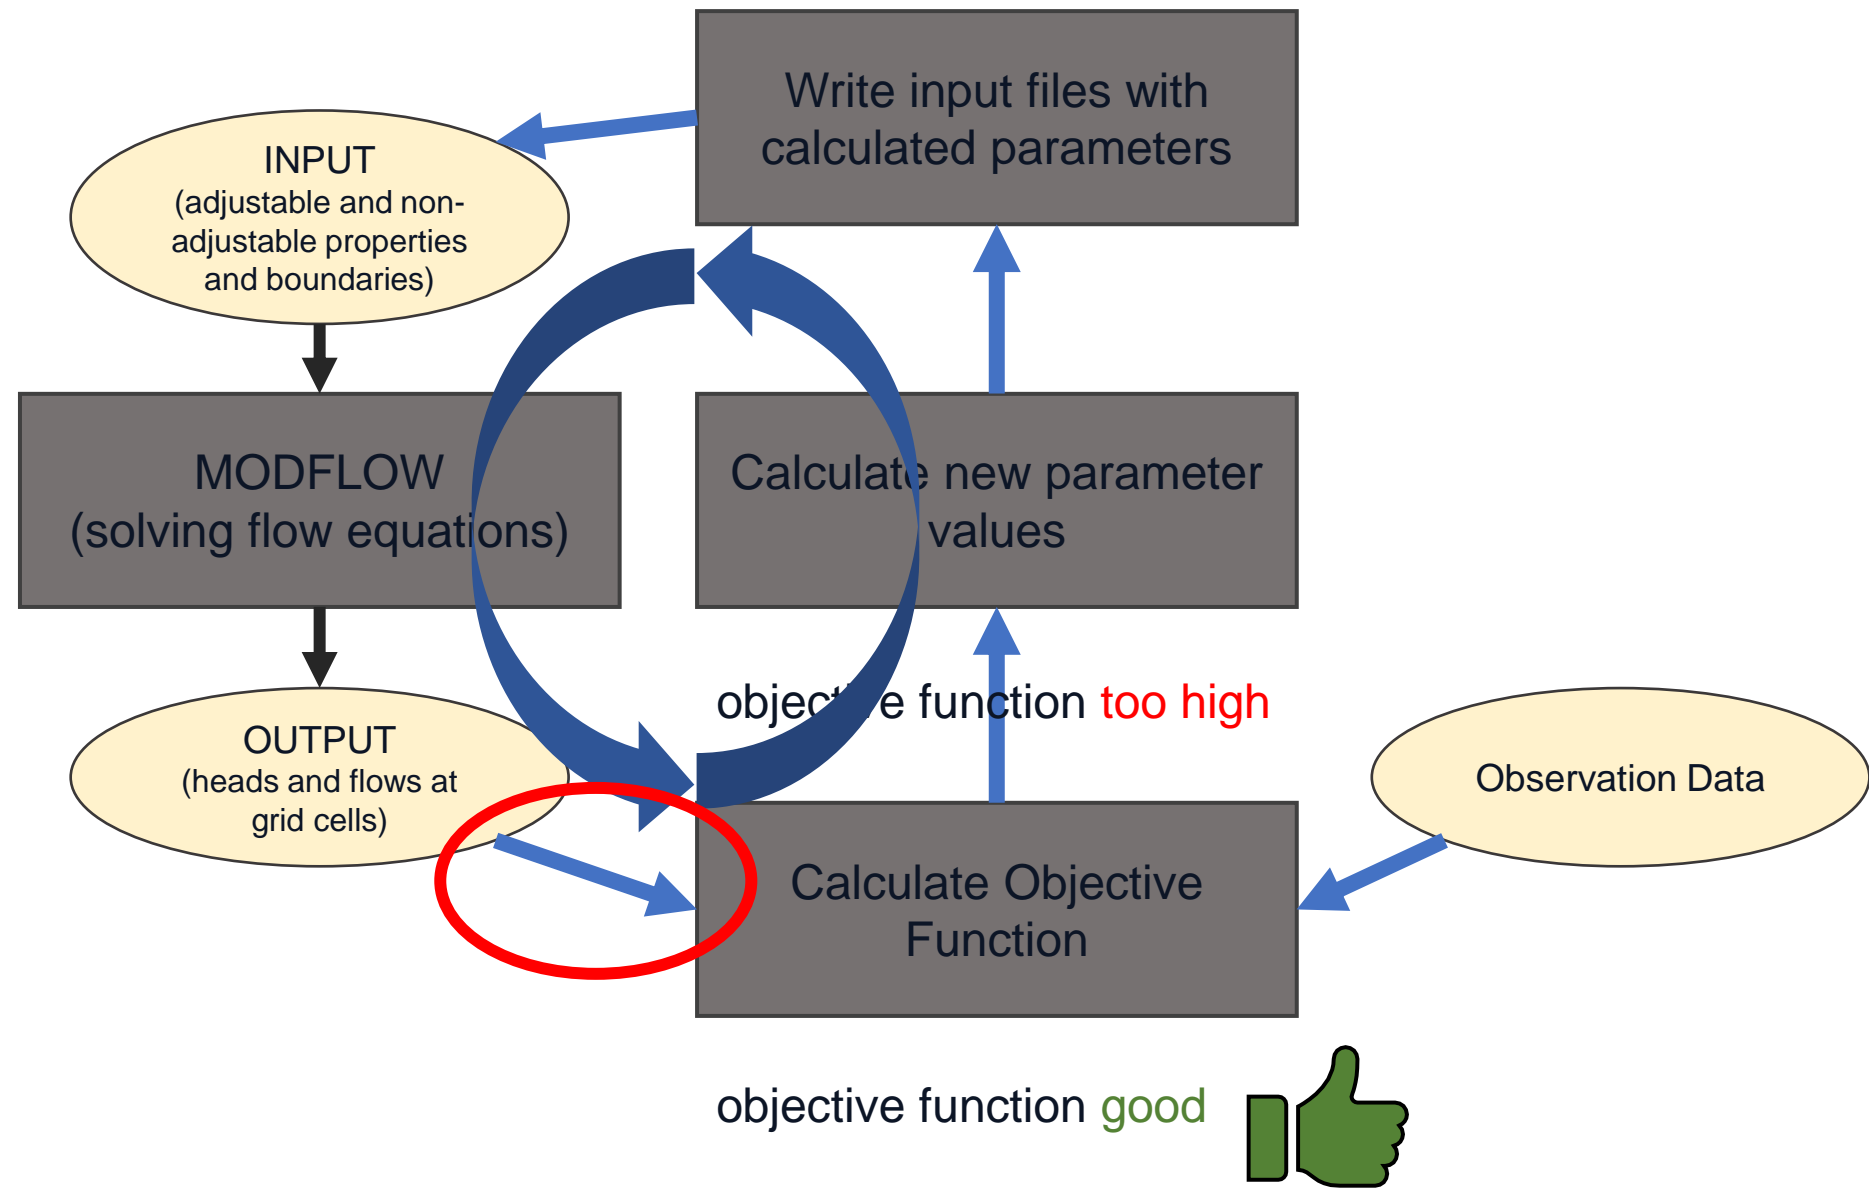 Write input files with
calculated parameters
INPUT
(adjustable and non-
adjustable properties
and boundaries)
MODFLOW
(solving flow equations)
Calculate new parameter
values
objective function too high
OUTPUT
(heads and flows at
grid cells)
Observation Data
Calculate Objective
Function
objective function good